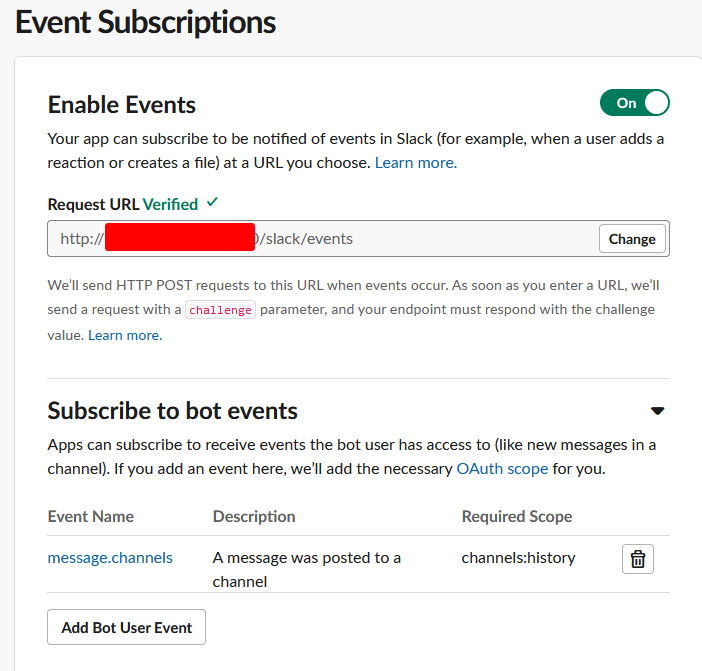 Event Subscriptions
Enable Events
On
Your app can subscribe to be notified of events in Slack (for example, when a user adds a
reaction or creates a file) at a URL you choose. Learn more.
Request URL Verified ✓
http:// /slack/events
Change
We’ll send HTTP POST requests to this URL when events occur. As soon as you enter a URL, we’ll
send a request with a challenge parameter, and your endpoint must respond with the challenge
value. Learn more.
Subscribe to bot events
Apps can subscribe to receive events the bot user has access to (like new messages in a
channel). If you add an event here, we’ll add the necessary OAuth scope for you.
Event Name Description Required Scope
message.channels A message was posted to a channels:history
channel
Add Bot User Event